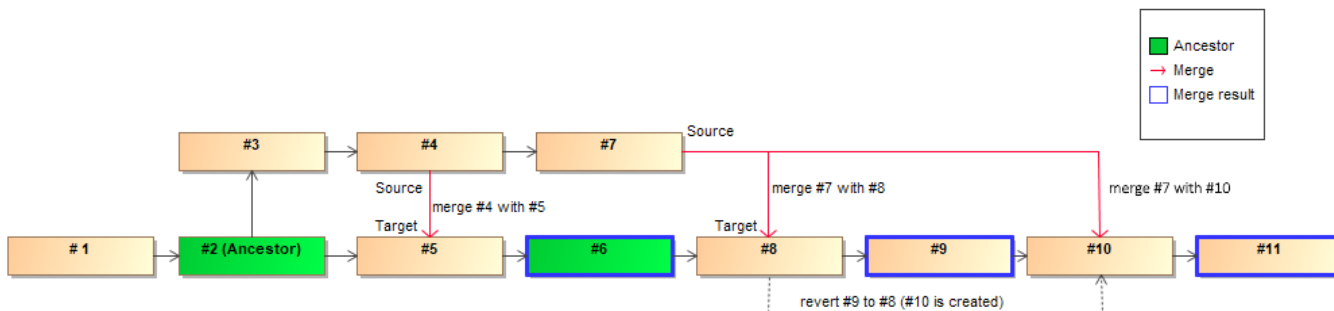 Ancestor
Merge
Merge result
#3
#4
#7
Source
Source
merge #4 with #5
merge #7 with #8
merge #7 with #10
Target
Target
# 1
#2 (Ancestor)
#5
#6
#8
#9
#10
#11
revert #9 to #8 (#10 is created)